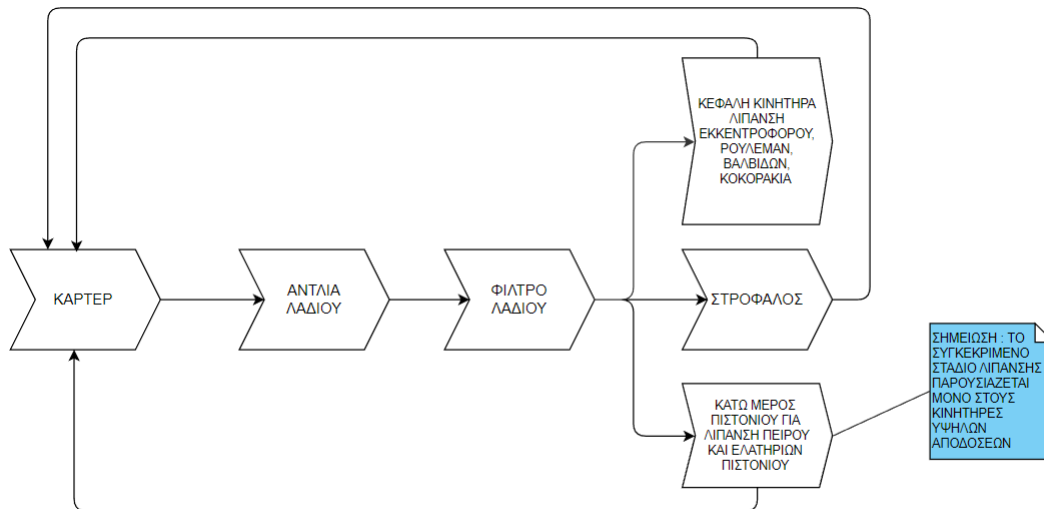 ΚΕΦΑΛΗ ΚΙΝΗΤΗΡΑ
ΛΙΠΑΝΣΗ
ΕΚΚΕΝΤΡΟΦΟΡΟΥ,
ΡΟΥΛΕΜΑΝ,
ΒΑΛΒΙΔΩΝ,
ΚΟΚΟΡΑΚΙΑ
ΚΑΡΤΕΡ
ΑΝΤΛΙΑ
ΛΑΔΙΟΥ
ΦΙΛΤΡΟ
ΛΑΔΙΟΥ
ΣΤΡΟΦΑΛΟΣ
ΚΑΤΩ ΜΕΡΟΣ
ΠΙΣΤΟΝΙΟΥ ΓΙΑ
ΛΙΠΑΝΣΗ ΠΕΙΡΟΥ
ΚΑΙ ΕΛΑΤΗΡΙΩΝ
ΠΙΣΤΟΝΙΟΥ
ΣΗΜΕΙΩΣΗ : ΤΟ
ΣΥΓΚΕΚΡΙΜΕΝΟ
ΣΤΑΔΙΟ ΛΙΠΑΝΣΗΣ
ΠΑΡΟΥΣΙΑΖΕΤΑΙ
ΜΟΝΟ ΣΤΟΥΣ
ΚΙΝΗΤΗΡΕΣ
ΥΨΗΛΩΝ
ΑΠΟΔΟΣΕΩΝ